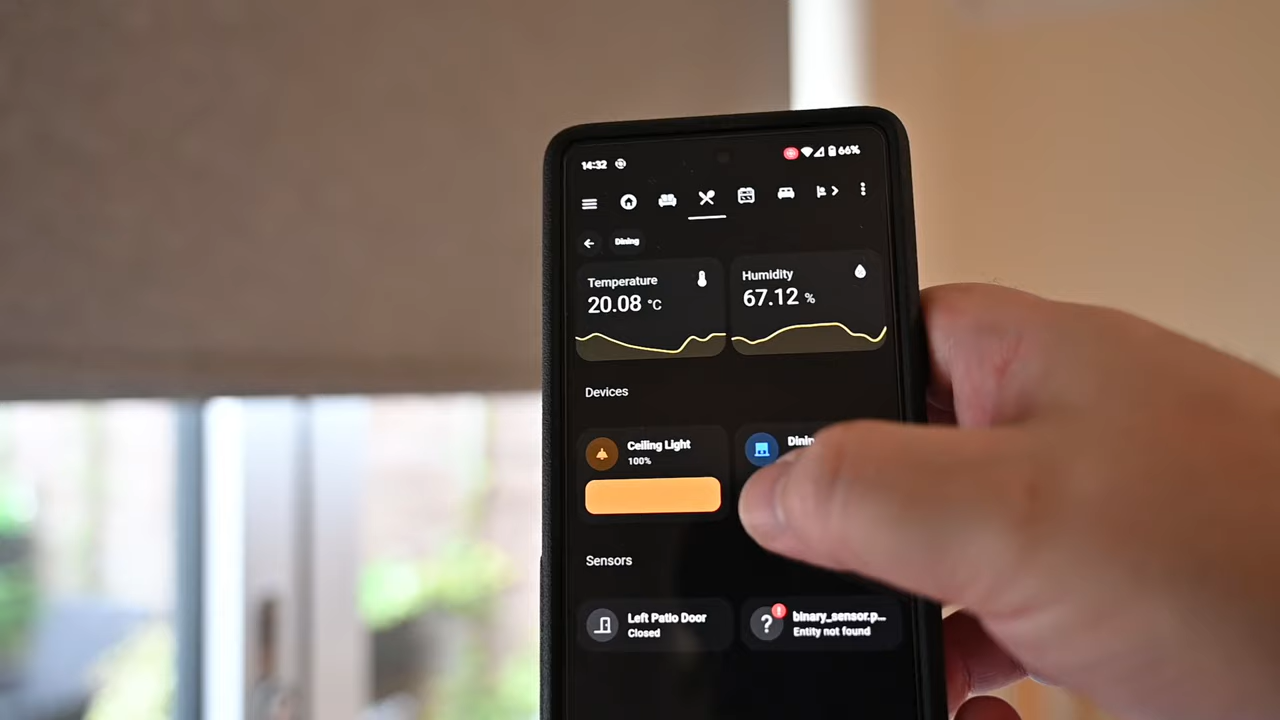 14:32 66%
Dining
Temperature
20.08 °C
Humidity
67.12 %
Devices
Ceiling Light
100%
Sensors
Left Patio Door
Closed
binary_sensor.p...
Entity not found